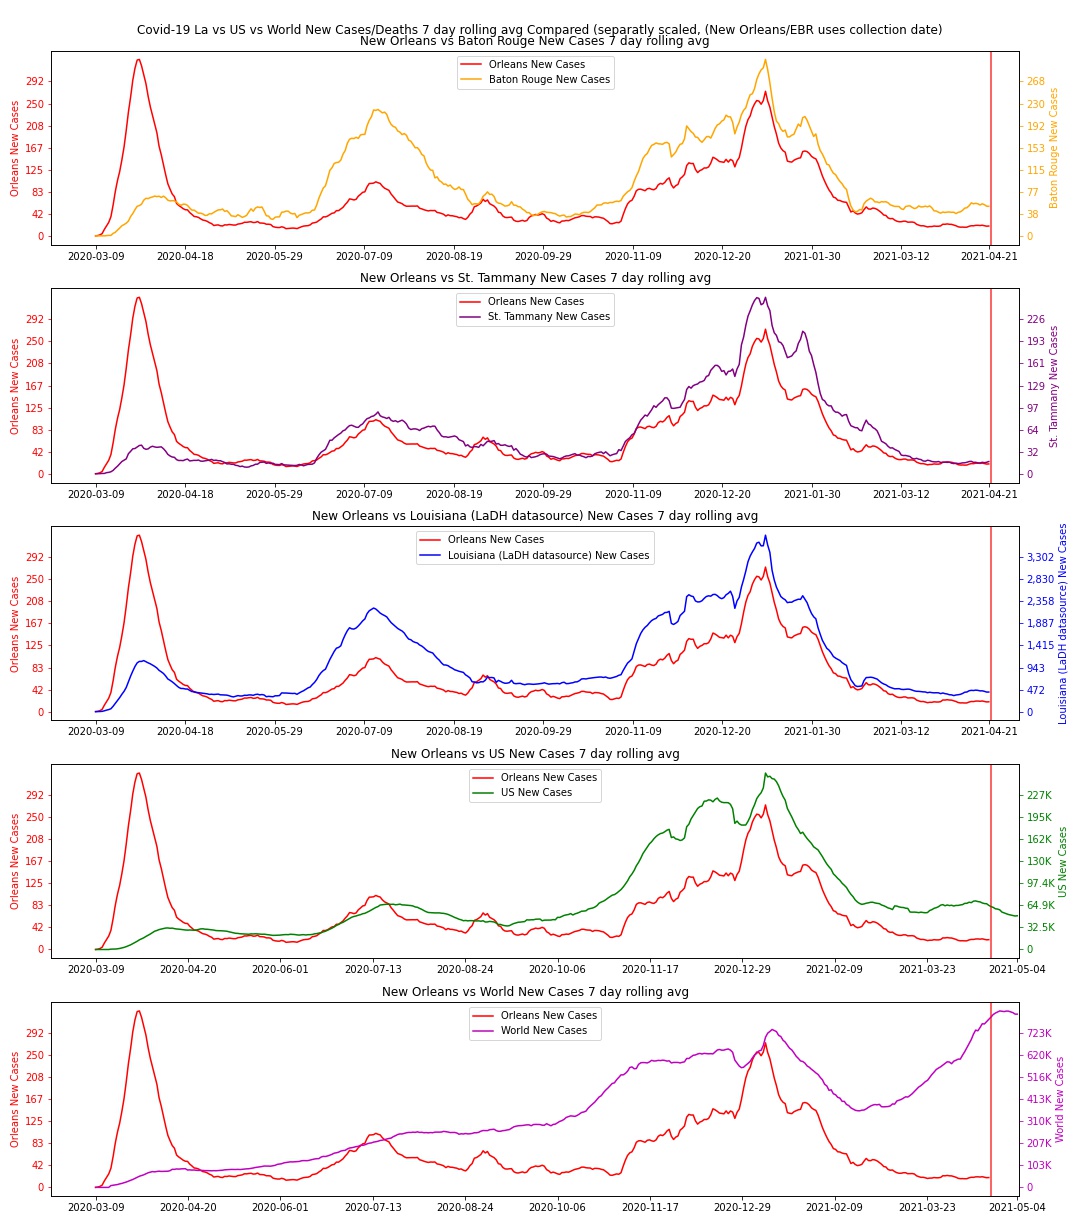 Covid-19 La vs US vs World New Cases/Deaths 7 day rolling avg Compared (separatly scaled, (New Orleans/EBR uses collection date)
New Orleans vs Baton Rouge New Cases 7 day rolling avg
Orleans New Cases
Baton Rouge New Cases
Orleans New Cases
292
250
208
167
125
83
42
0
268
230
192
153
115
77
38
0
Baton Rouge New Cases
2020-03-09 2020-04-18 2020-05-29 2020-07-09 2020-08-19 2020-09-29 2020-11-09 2020-12-20 2021-01-30 2021-03-12 2021-04-21
New Orleans vs St. Tammany New Cases 7 day rolling avg
Orleans New Cases
St. Tammany New Cases
Orleans New Cases
292
250
208
167
125
83
42
0
226
193
161
129
97
64
32
0
St. Tammany New Cases
2020-03-09 2020-04-18 2020-05-29 2020-07-09 2020-08-19 2020-09-29 2020-11-09 2020-12-20 2021-01-30 2021-03-12 2021-04-21
New Orleans vs Louisiana (LaDH datasource) New Cases 7 day rolling avg
Orleans New Cases
Louisiana (LaDH datasource) New Cases
Orleans New Cases
292
250
208
167
125
83
42
0
3,302
2,830
2,358
1,887
1,415
943
472
0
Louisiana (LaDH datasource) New Cases
2020-03-09 2020-04-18 2020-05-29 2020-07-09 2020-08-19 2020-09-29 2020-11-09 2020-12-20 2021-01-30 2021-03-12 2021-04-21
New Orleans vs US New Cases 7 day rolling avg
Orleans New Cases
US New Cases
Orleans New Cases
292
250
208
167
125
83
42
0
227K
195K
162K
130K
97.4K
64.9K
32.5K
0
US New Cases
2020-03-09 2020-04-20 2020-06-01 2020-07-13 2020-08-24 2020-10-06 2020-11-17 2020-12-29 2021-02-09 2021-03-23 2021-05-04
New Orleans vs World New Cases 7 day rolling avg
Orleans New Cases
World New Cases
Orleans New Cases
292
250
208
167
125
83
42
0
723K
620K
516K
413K
310K
207K
103K
0
World New Cases
2020-03-09 2020-04-20 2020-06-01 2020-07-13 2020-08-24 2020-10-06 2020-11-17 2020-12-29 2021-02-09 2021-03-23 2021-05-04